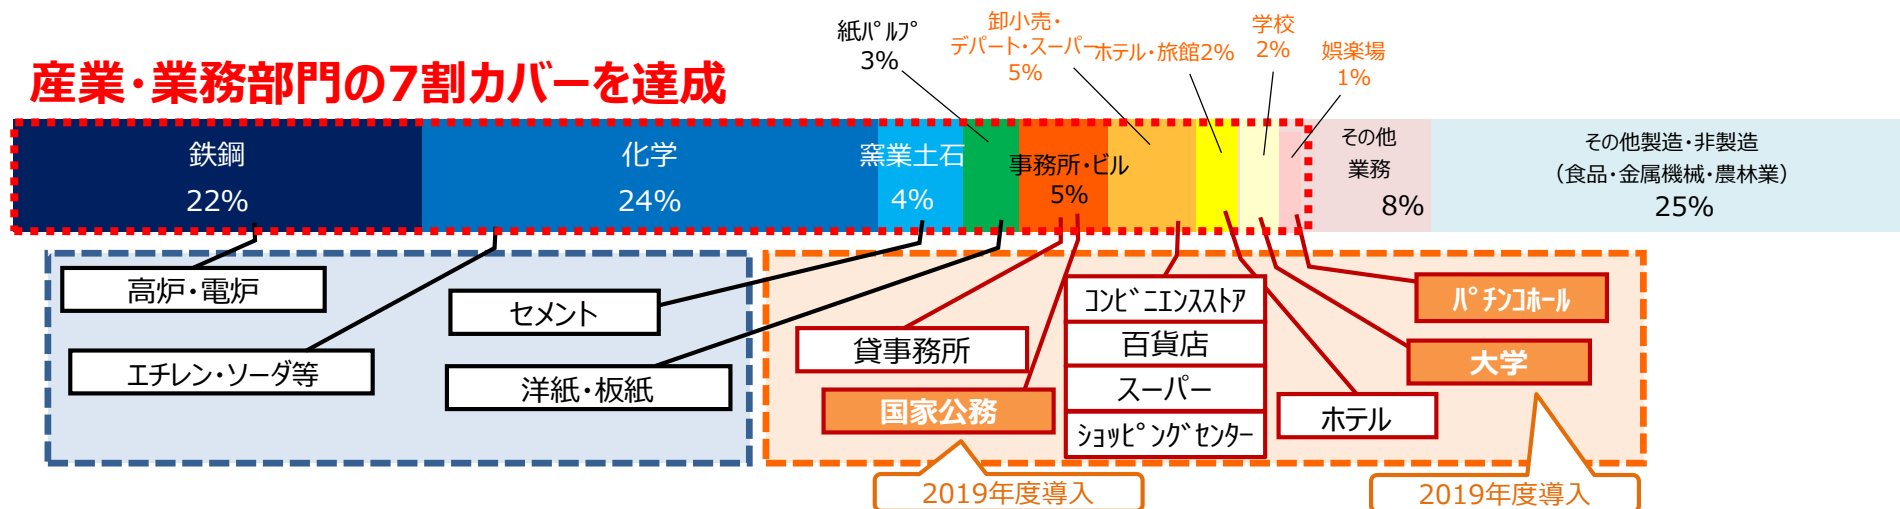 産業・業務部門の7割カバーを達成
紙ﾊﾟﾙﾌﾟ
3%
卸小売・
デパート・スーパー
5%
ホテル・旅館2%
学校
2%
娯楽場
1%
鉄鋼
22%
化学
24%
窯業土石
4%
事務所・ビル
5%
その他
業務
8%
その他製造・非製造
（食品・金属機械・農林業）
25%
高炉・電炉
エチレン・ソーダ等
セメント
洋紙・板紙
貸事務所
国家公務
ｺﾝﾋﾞﾆｴﾝｽｽﾄｱ
百貨店
スーパー
ｼｮｯﾋﾟﾝｸﾞｾﾝﾀｰ
ホテル
ﾊﾟﾁﾝｺﾎｰﾙ
大学
2019年度導入
2019年度導入